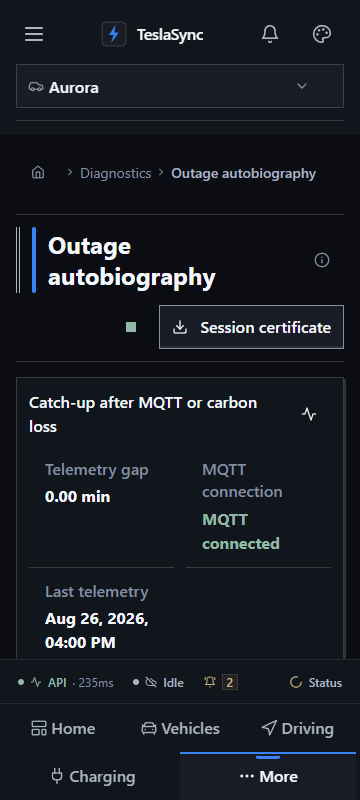 TeslaSync
Aurora
Diagnostics
Outage autobiography
Outage
autobiography
Session certificate
Catch-up after MQTT or carbon
loss
Telemetry gap
0.00 min
MQTT
connection
MQTT
connected
Last telemetry
Aug 26, 2026,
04:00 PM
API · 235ms
Idle
2
Status
Home
Vehicles
Driving
Charging
More